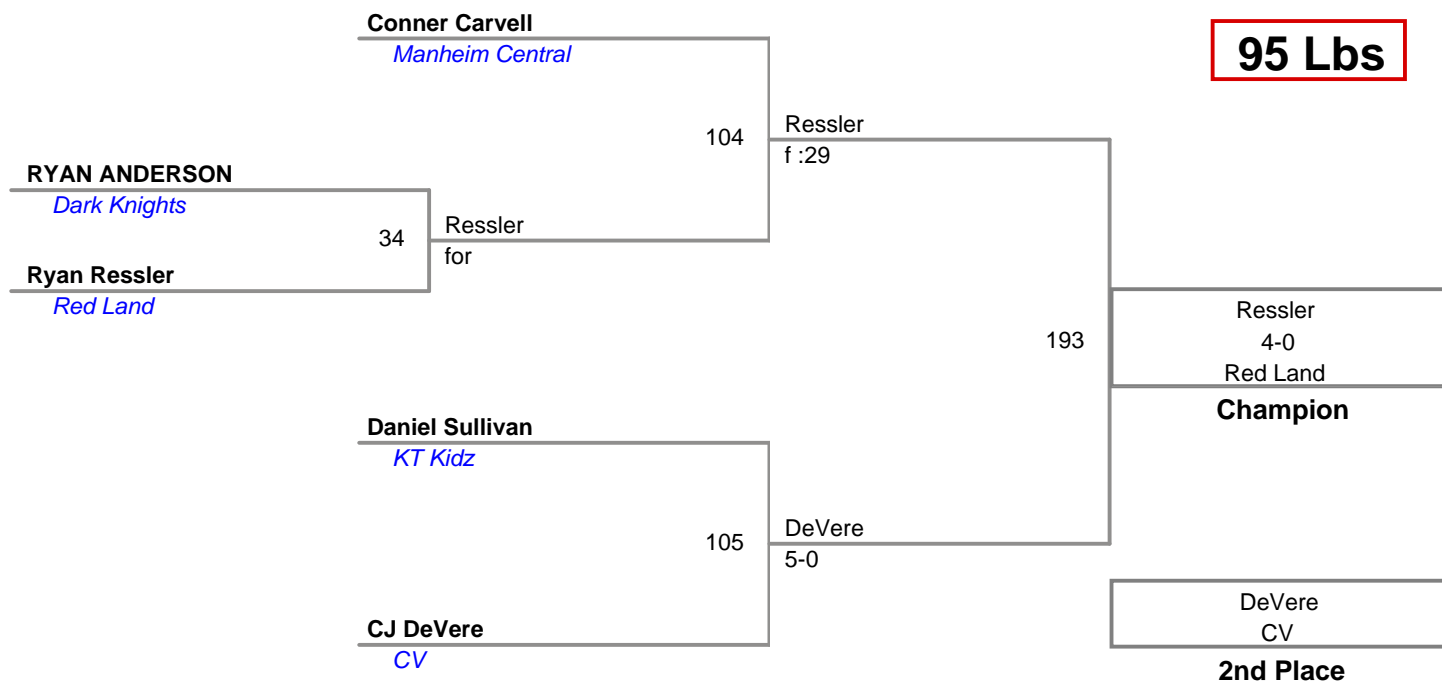 Conner Carvell
Manheim Central
95 Lbs
104
Ressler
f :29
RYAN ANDERSON
Dark Knights
34
Ressler
for
Ryan Ressler
Red Land
193
Ressler
4-0
Red Land
Champion
Daniel Sullivan
KT Kidz
105
DeVere
5-0
CJ DeVere
CV
DeVere
CV
2nd Place